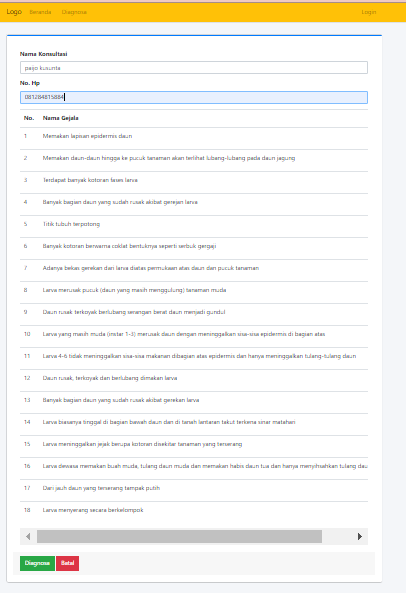 Logo Beranda Diagnosa Login
Nama Konsultasi
paijo kusunta
No. Hp
081284815884
No. Nama Gejala
1 Memakan lapisan epidermis daun
2 Memakan daun-daun hingga ke pucuk tanaman akan terlihat lubang-lubang pada daun jagung
3 Terdapat banyak kotoran fases larva
4 Banyak bagian daun yang sudah rusak akibat gerejan larva
5 Titik tubuh terpotong
6 Banyak kotoran berwarna coklat bentuknya seperti serbuk gergaji
7 Adanya bekas gerekan dari larva diatas permukaan atas daun dan pucuk tanaman
8 Larva merusak pucuk (daun yang masih menggulung) tanaman muda
9 Daun rusak terkoyak berlubang serangan berat daun menjadi gundul
10 Larva yang masih muda (instar 1-3) merusak daun dengan meninggalkan sisa-sisa epidermis di bagian atas
11 Larva 4-6 tidak meninggalkan sisa-sisa makanan dibagian atas epidermis dan hanya meninggalkan tulang-tulang daun
12 Daun rusak, terkoyak dan berlubang dimakan larva
13 Banyak bagian daun yang sudah rusak akibat gerekan larva
14 Larva biasanya tinggal di bagian bawah daun dan di tanah lantaran takut terkena sinar matahari
15 Larva meninggalkan jejak berupa kotoran disekitar tanaman yang terserang
16 Larva dewasa memakan buah muda, tulang daun muda dan memakan habis daun tua dan hanya menyihsahkan tulang dau
17 Dari jauh daun yang terserang tampak putih
18 Larva menyerang secara berkelompok
Diagnosa Batal